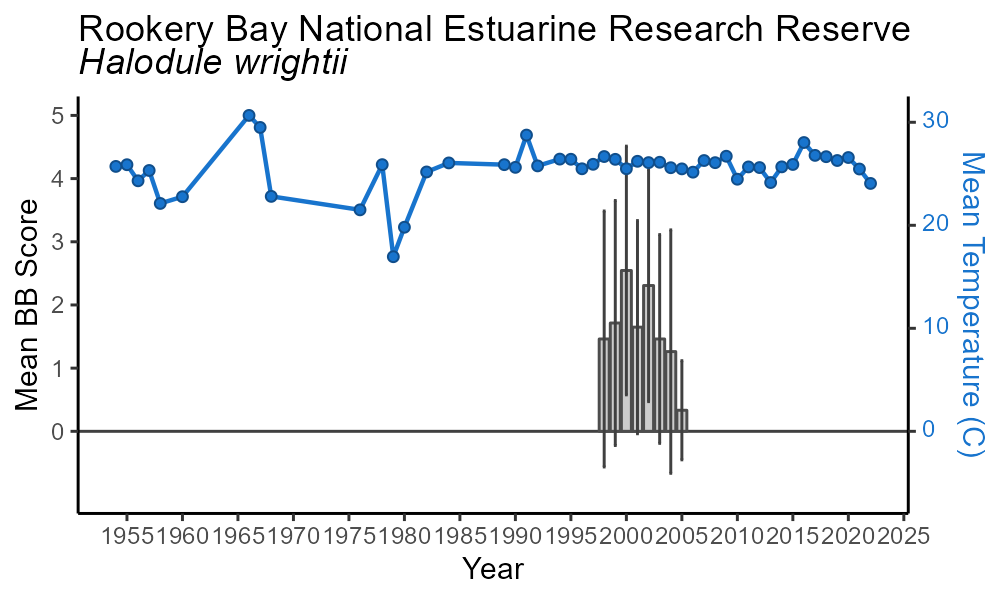 Rookery Bay National Estuarine Research Reserve
Halodule wrightii
5
4
3
2
1
0
Mean BB Score
30
20
10
0
Mean Temperature (C)
1955 1960 1965 1970 1975 1980 1985 1990 1995 2000 2005 2010 2015 2020 2025
Year